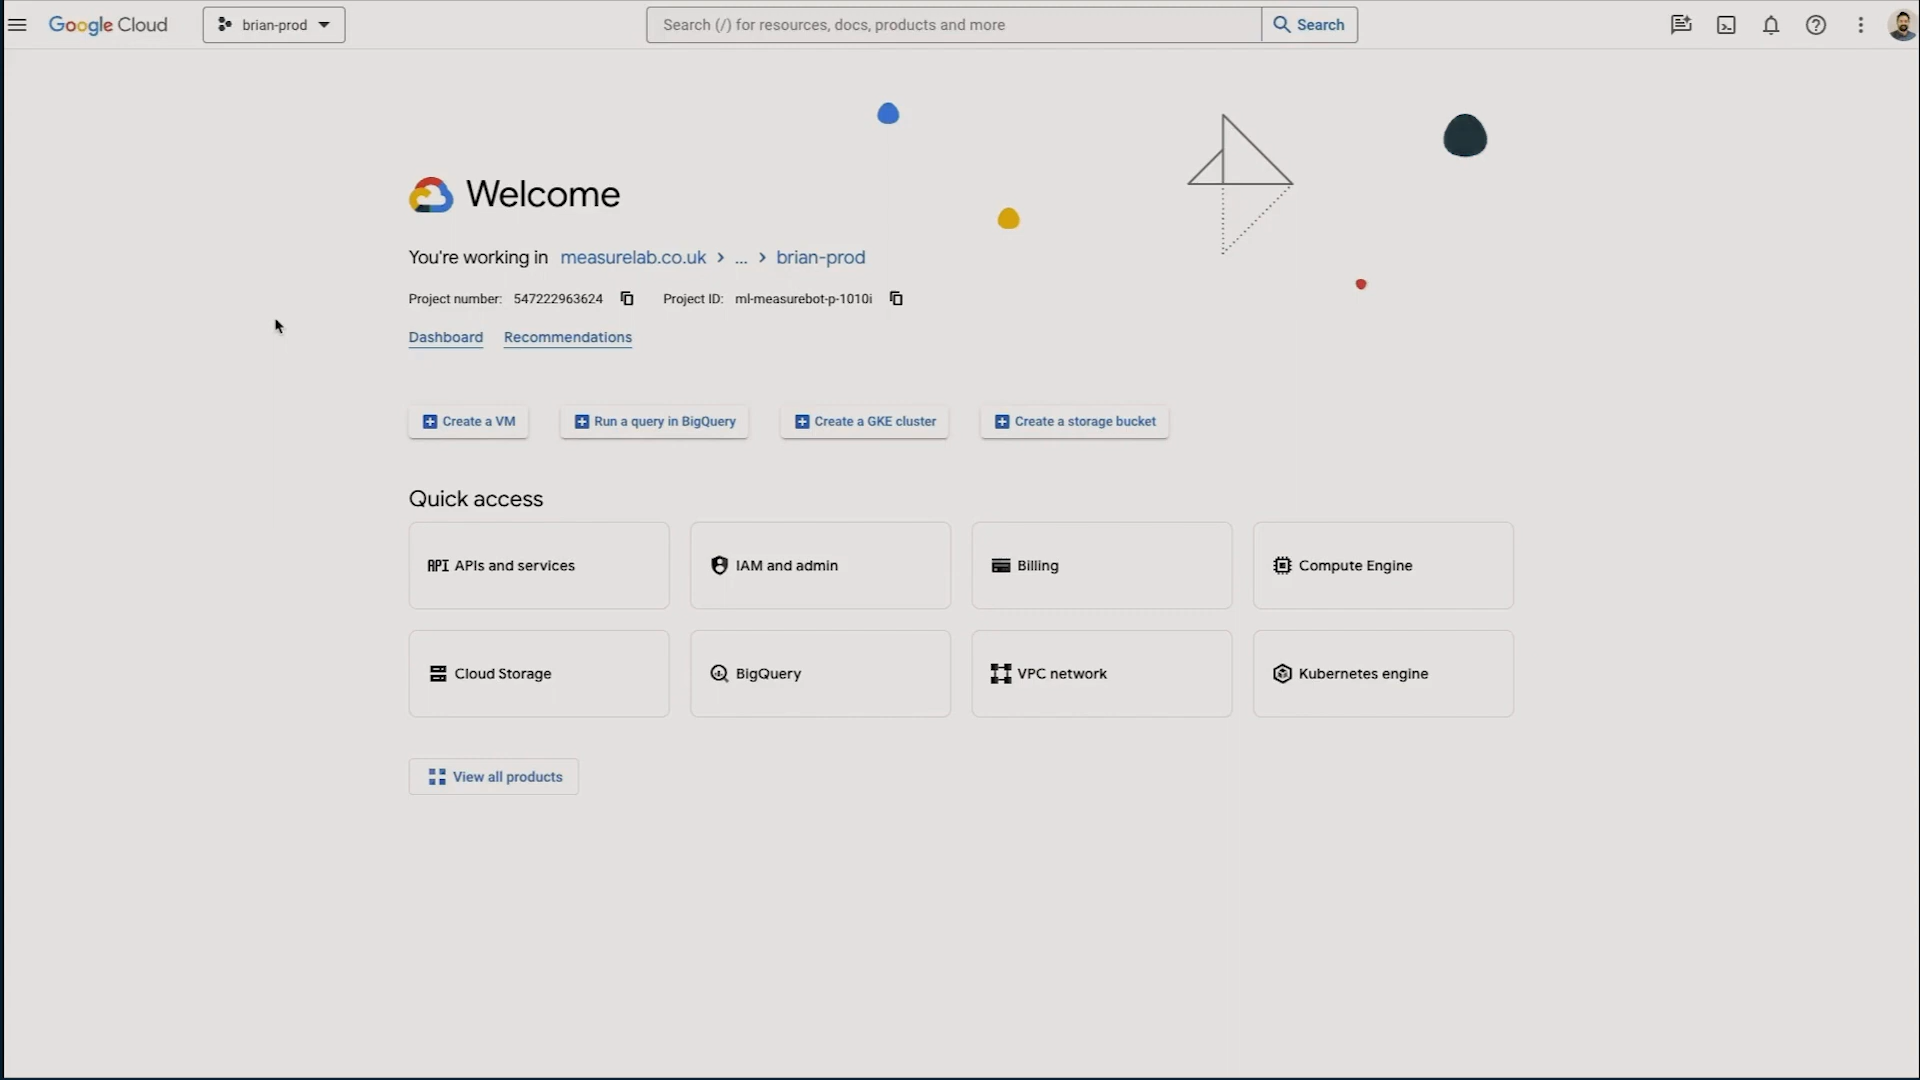 Google Cloud
brian-prod
Search (/) for resources, docs, products and more
Search
Welcome
You're working in measurelab.co.uk > ... > brian-prod
Project number: 547222963624 Project ID: ml-measurebot-p-1010i
Dashboard Recommendations
Create a VM Run a query in BigQuery Create a GKE cluster Create a storage bucket
Quick access
API APIs and services IAM and admin Billing Compute Engine
Cloud Storage BigQuery VPC network Kubernetes engine
View all products